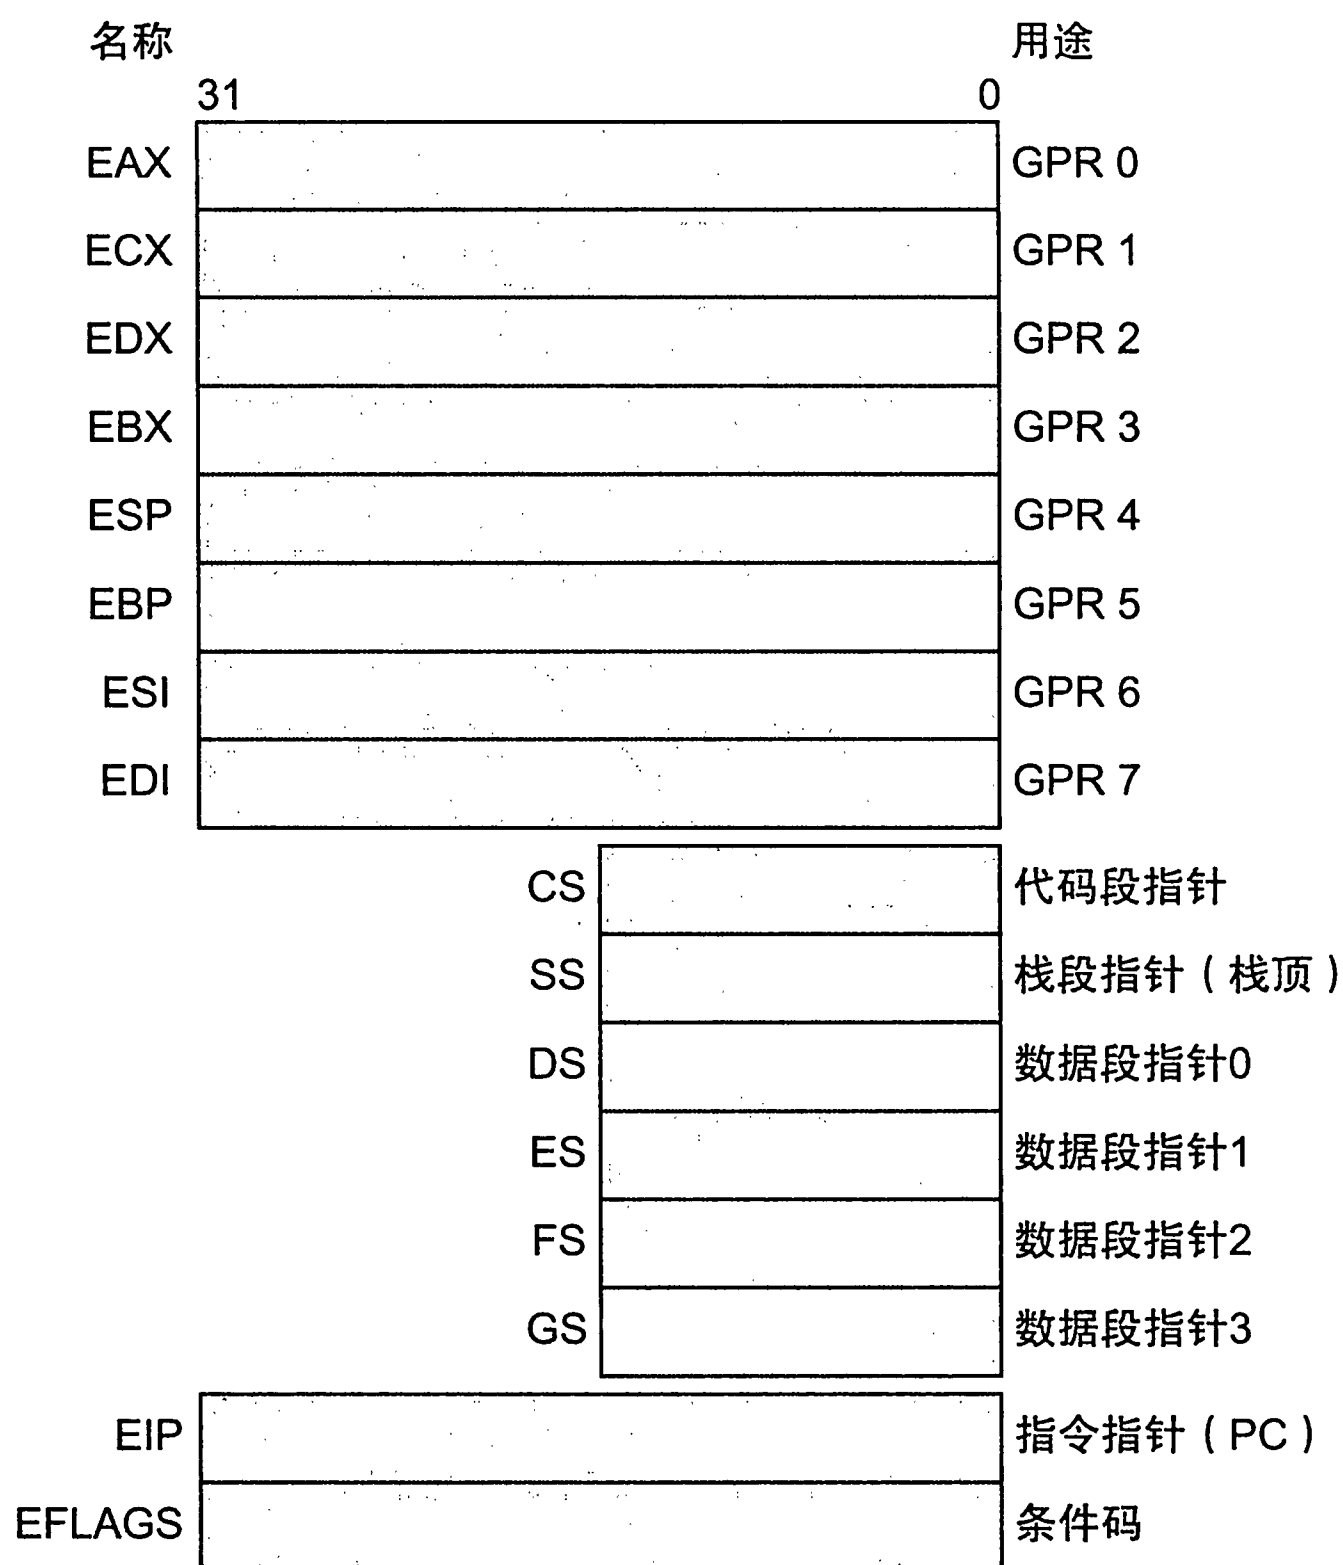 名称 用途
31 0
EAX GPR 0
ECX GPR 1
EDX GPR 2
EBX GPR 3
ESP GPR 4
EBP GPR 5
ESI GPR 6
EDI GPR 7
CS 代码段指针
SS 栈段指针（栈顶）
DS 数据段指针0
ES 数据段指针1
FS 数据段指针2
GS 数据段指针3
EIP 指令指针（PC）
EFLAGS 条件码